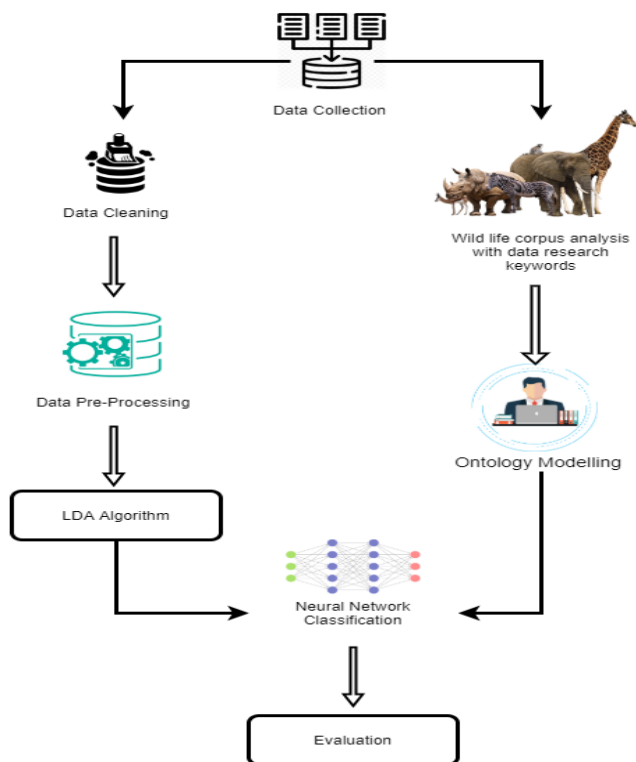 Data Collection
Data Cleaning
Wild life corpus analysis
with data research
keywords
Data Pre-Processing
Ontology Modelling
LDA Algorithm
Neural Network
Classification
Evaluation